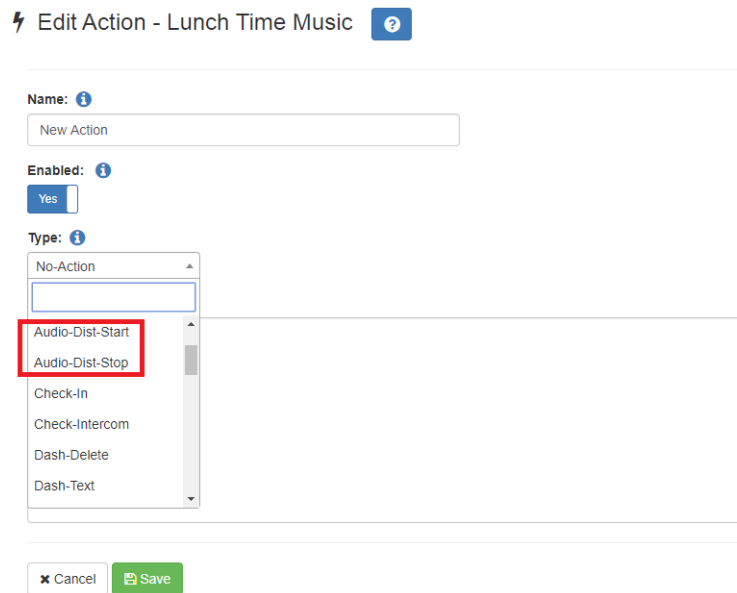 Edit Action - Lunch Time Music
Name:
New Action
Enabled:
Yes
Type:
No-Action
Audio-Dist-Start
Audio-Dist-Stop
Check-In
Check-Intercom
Dash-Delete
Dash-Text
Cancel Save